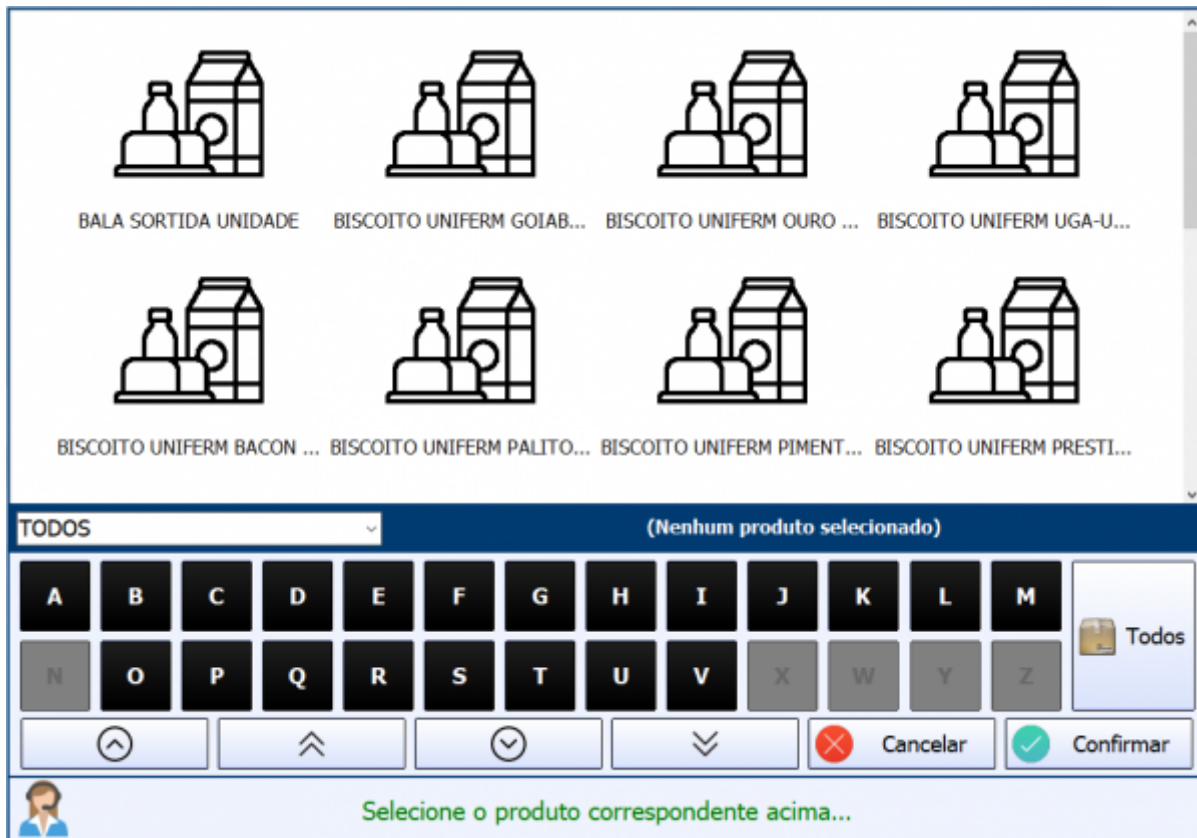 BALA SORTIDA UNIDADE
BISCOITO UNIFERM GOIAB...
BISCOITO UNIFERM OURO ...
BISCOITO UNIFERM UGA-U...
BISCOITO UNIFERM BACON ...
BISCOITO UNIFERM PALITO...
BISCOITO UNIFERM PIMENT...
BISCOITO UNIFERM PRESTI...
TODOS
(Nenhum produto selecionado)
A B C D E F G H I J K L M
N O P Q R S T U V X W Y Z
Todos
Cancelar
Confirmar
Selecione o produto correspondente acima...